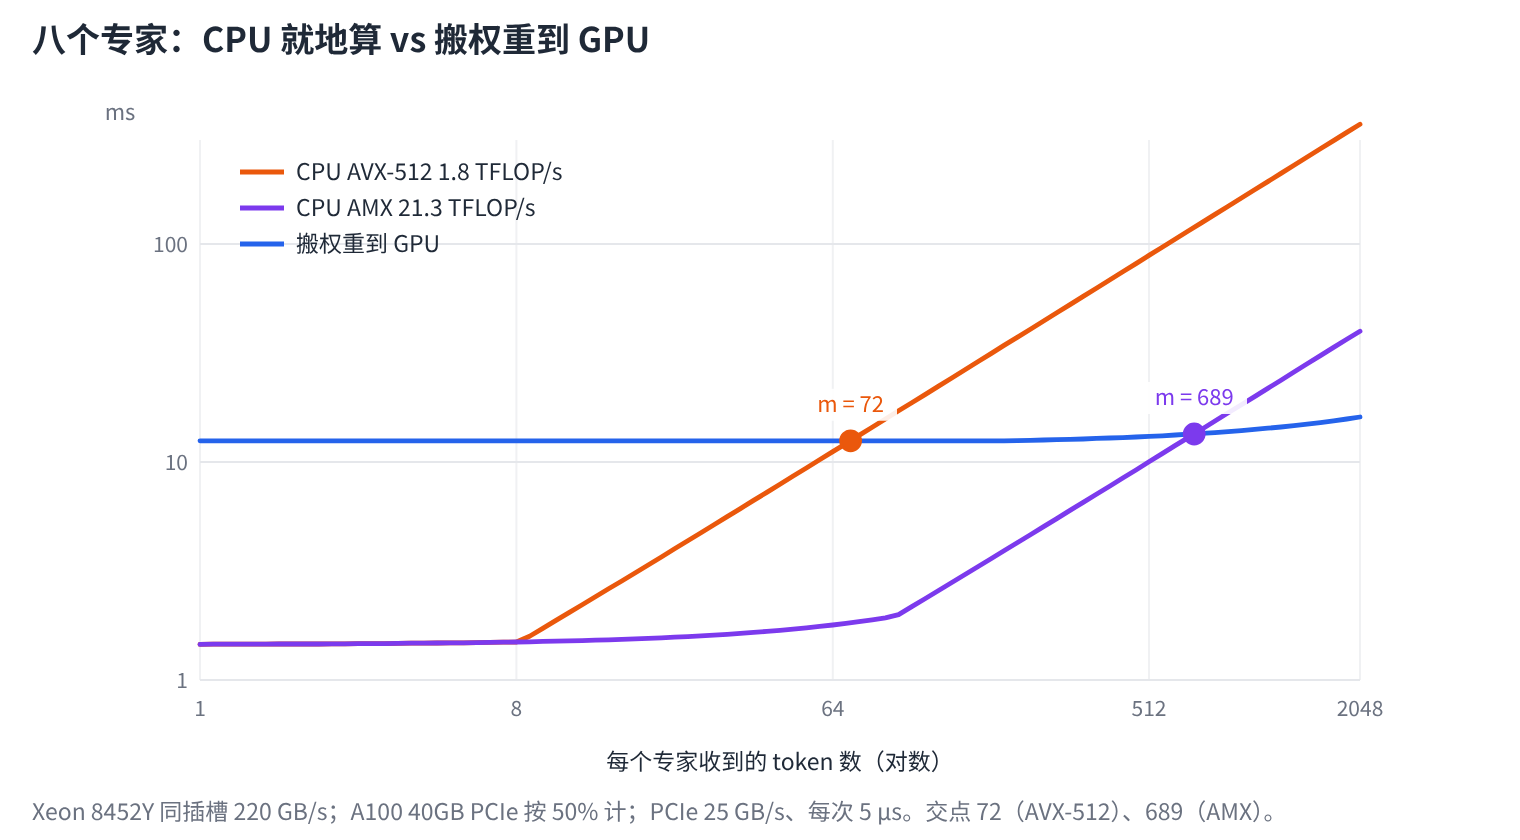 八个专家：CPU 就地算 vs 搬权重到 GPU
ms
CPU AVX-512 1.8 TFLOP/s
CPU AMX 21.3 TFLOP/s
搬权重到 GPU
100
m = 72
m = 689
10
1
1 8 64 512 2048
每个专家收到的 token 数（对数）
Xeon 8452Y 同插槽 220 GB/s；A100 40GB PCIe 按 50% 计；PCIe 25 GB/s、每次 5 µs。交点 72（AVX-512）、689（AMX）。